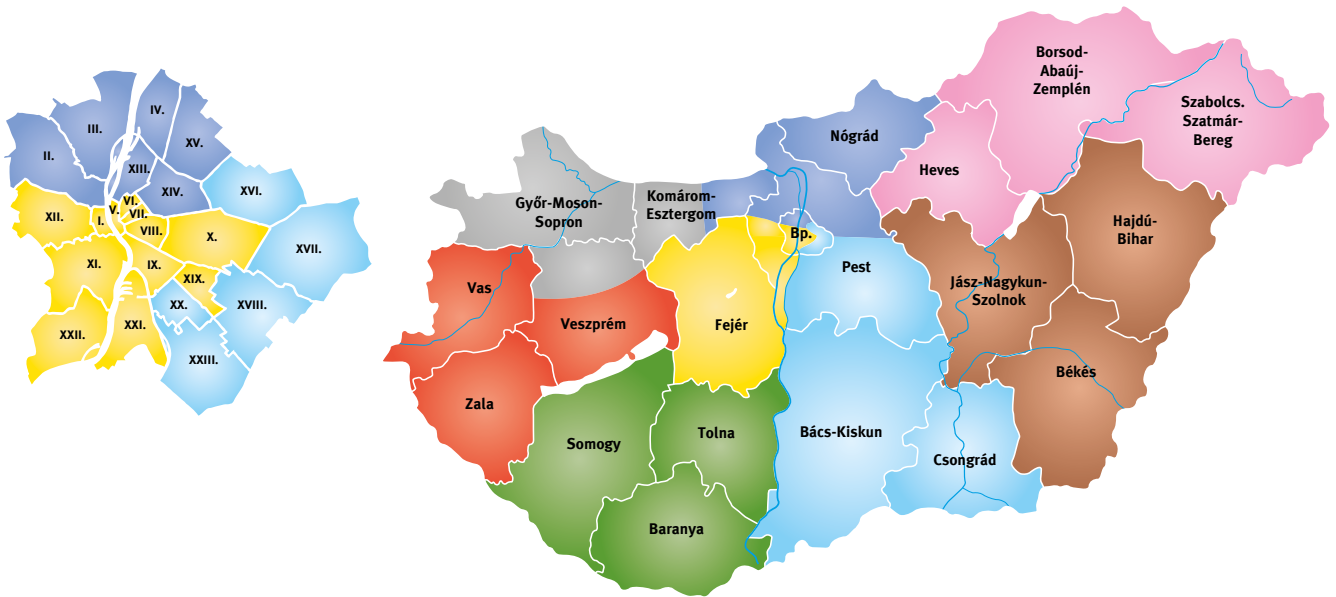 IV.
III.
XV.
II.
XIII.
XIV.
XVI.
VI.
V.
VII.
I.
XII.
VIII.
X.
XVII.
XI.
IX.
XIX.
XX.
XVIII.
XXI.
XXII.
XXIII.
Borsod-
Abaúj-
Zemplén
Szabolcs.
Szatmár-
Bereg
Nógrád
Heves
Győr-Moson-
Sopron
Komárom-
Esztergom
Bp.
Hajdú-
Bihar
Pest
Vas
Jász-Nagykun-
Szolnok
Veszprém
Fejér
Békés
Zala
Somogy
Tolna
Bács-Kiskun
Csongrád
Baranya